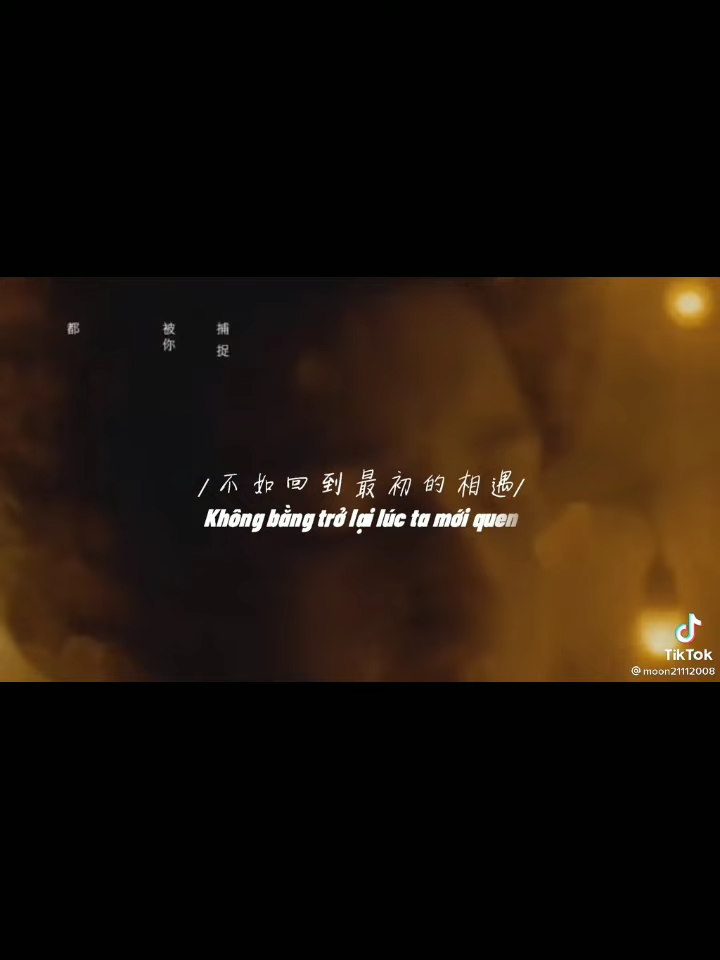 都 被你 捕捉
/不如回到最初的相遇/
Không bằng trở lại lúc ta mới quen
TikTok
@moon21112008